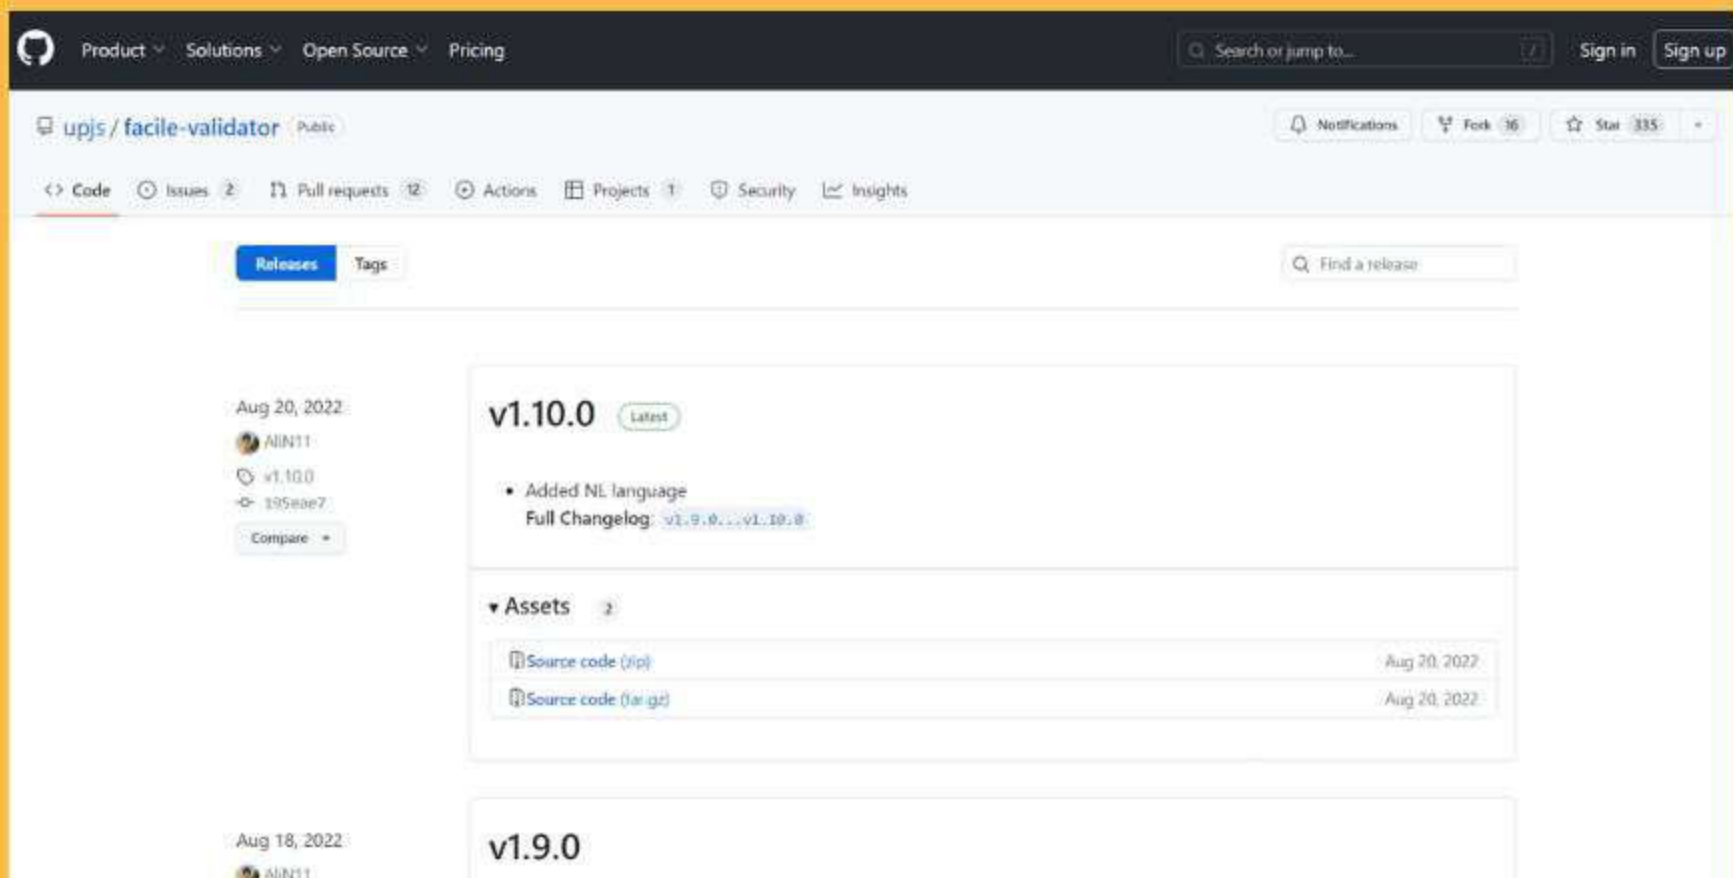 Product Solutions Open Source Pricing Search or jump to... / Sign in Sign up
upjs / facile-validator Public Notifications Fork 16 Star 335
Code Issues 2 Pull requests 12 Actions Projects 1 Security Insights
Releases Tags Find a release
Aug 20, 2022
AliN11
v1.10.0
195eae7
Compare
v1.10.0 Latest
• Added NL language
Full Changelog: v1.9.0...v1.10.0
Assets 2
Source code (zip) Aug 20, 2022
Source code (tar.gz) Aug 20, 2022
Aug 18, 2022
AliN11
v1.9.0